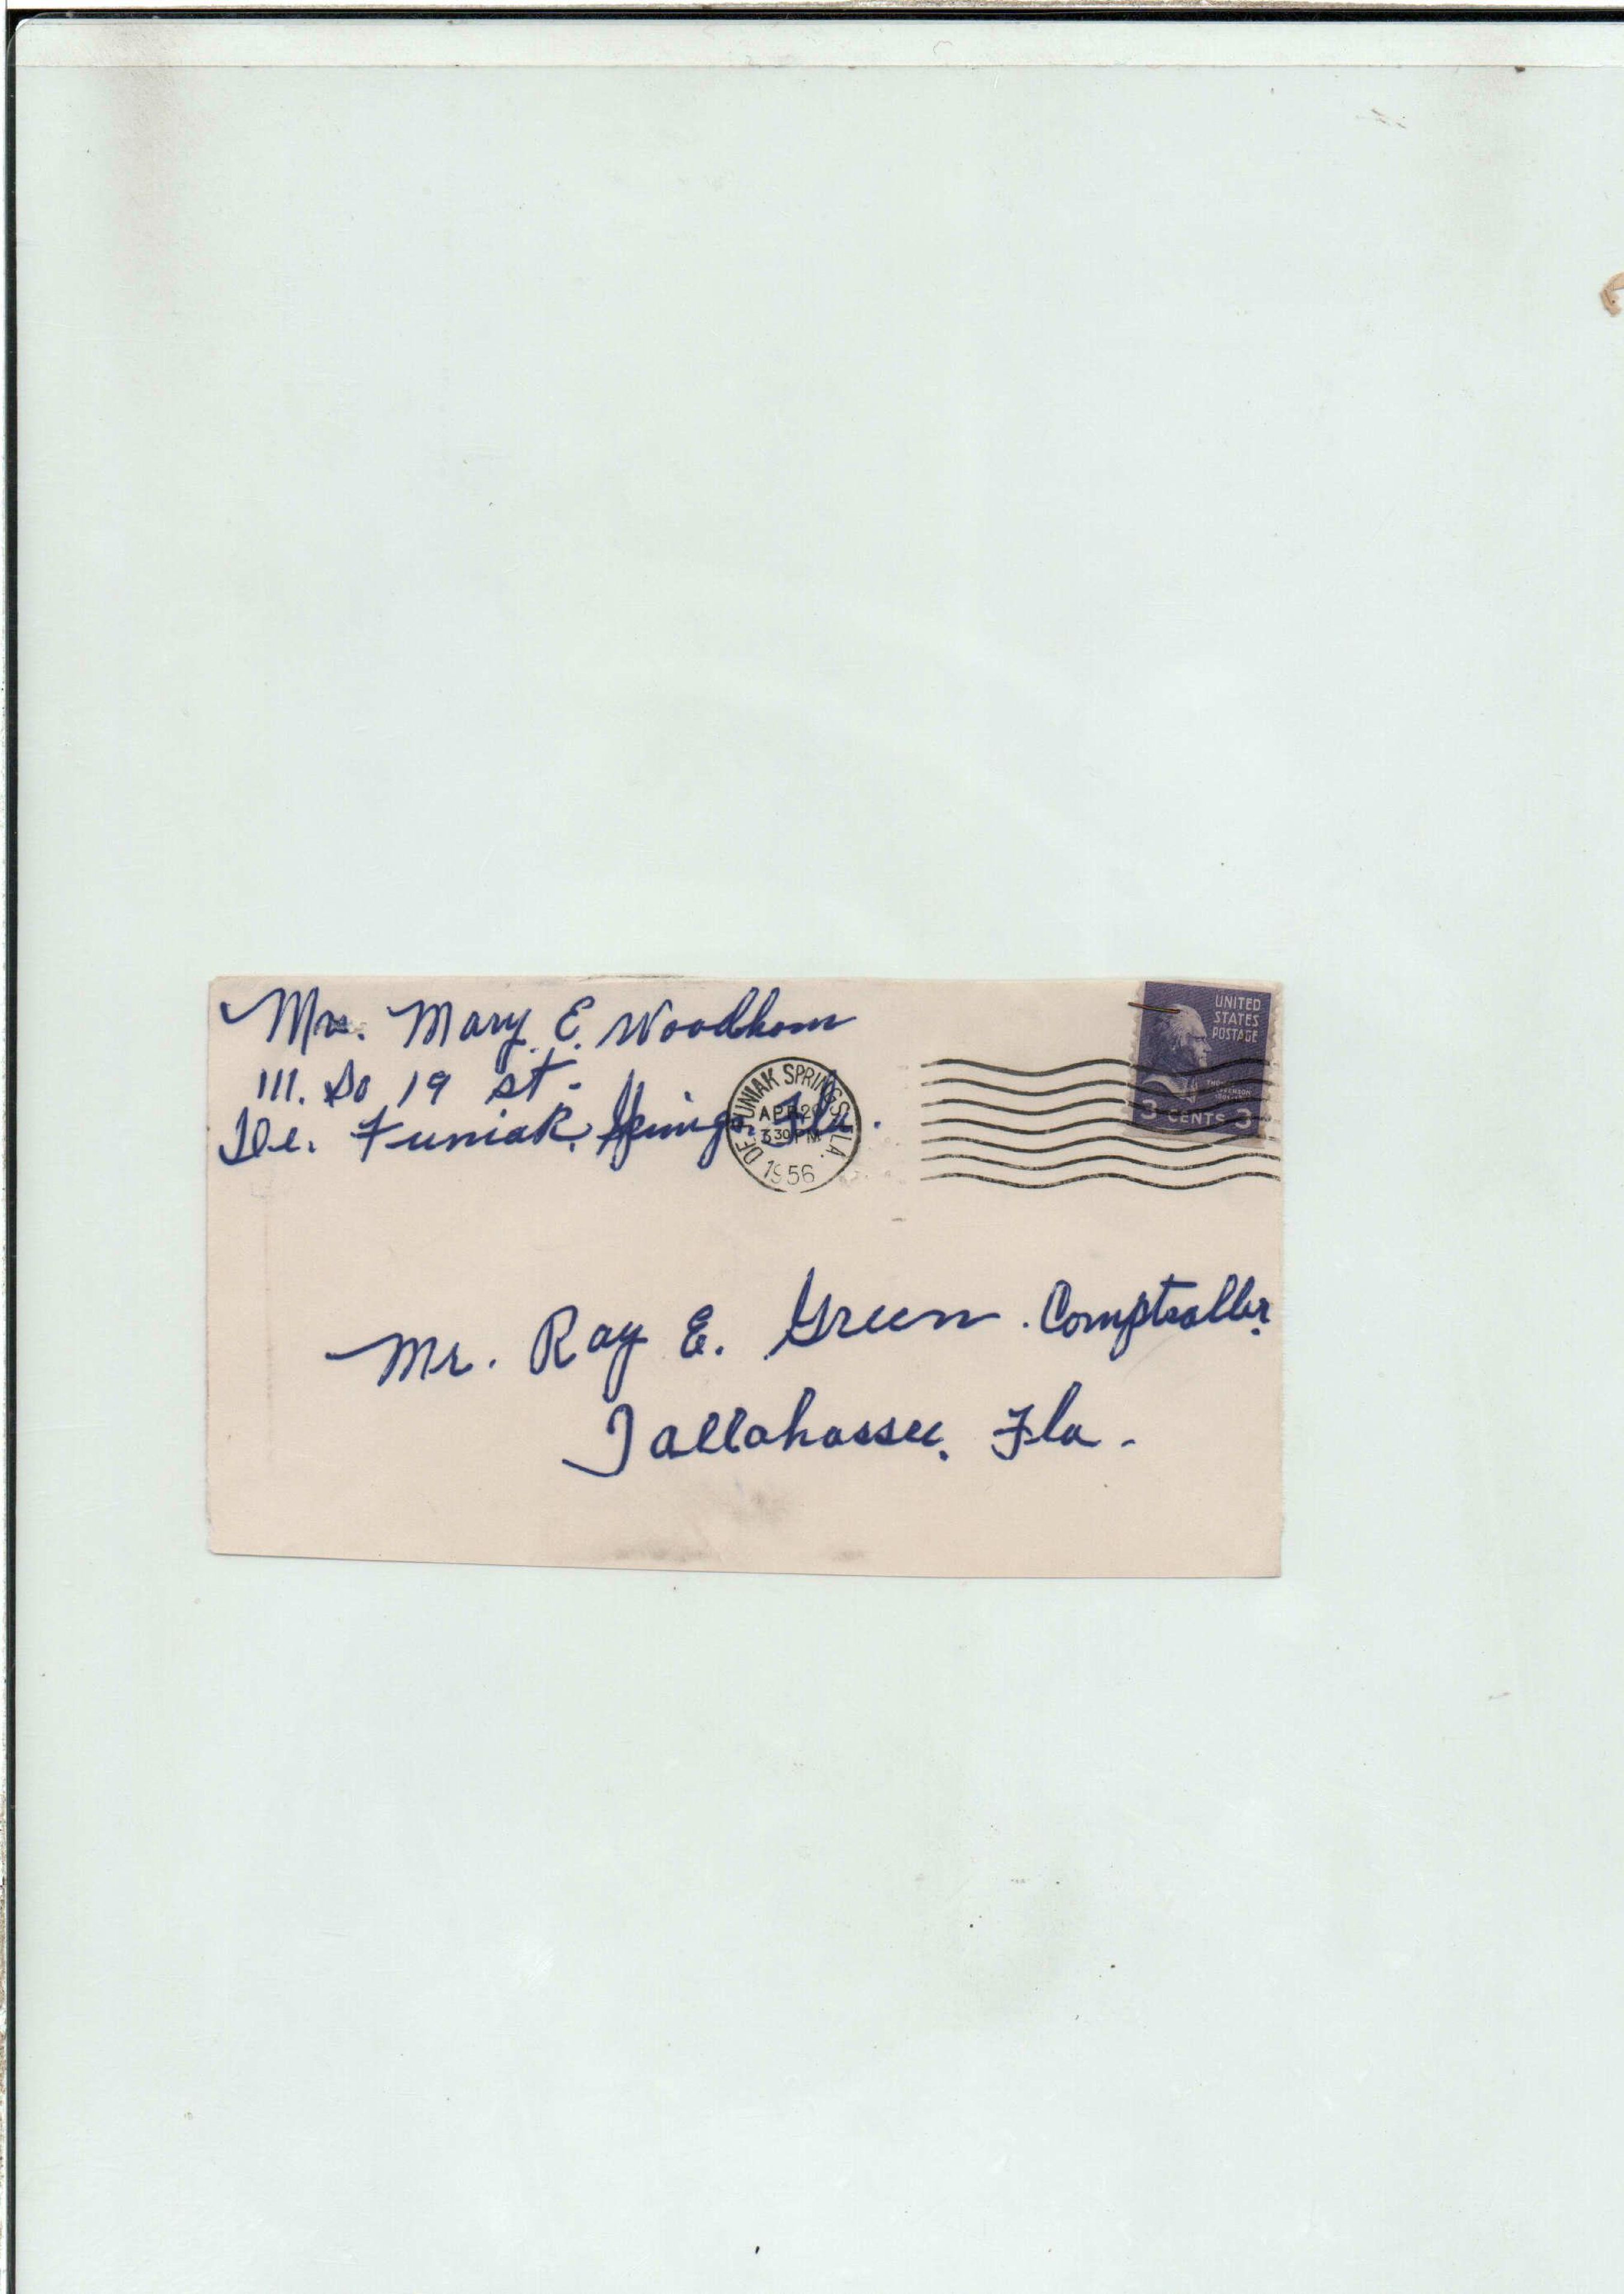 Mrs. Mary E. Woodham
111. So 19 st.
De. Funiak. Springs. Fla.
DE FUNIAK SPRINGS FLA.
APR 20
3 30 PM
1956
UNITED
STATES
POSTAGE
3 CENTS 3
Mr. Ray E. Green. Comptroller.
Tallahassee. Fla.